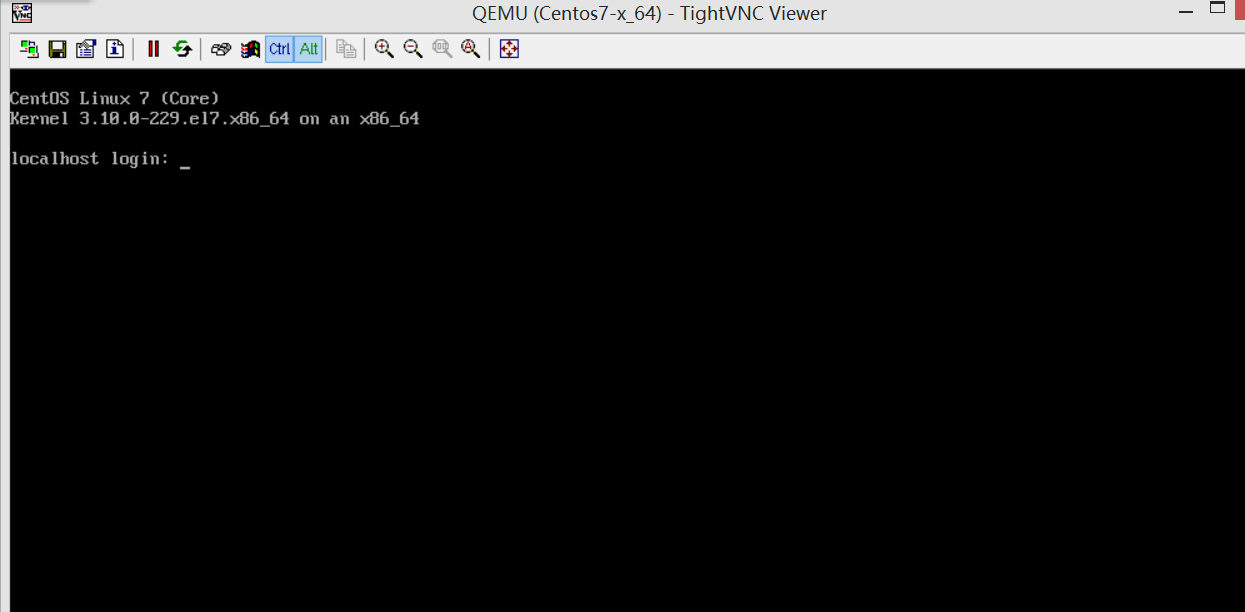 QEMU (Centos7-x_64) - TightVNC Viewer
Ctrl Alt
CentOS Linux 7 (Core)
Kernel 3.10.0-229.el7.x86_64 on an x86_64
localhost login: _